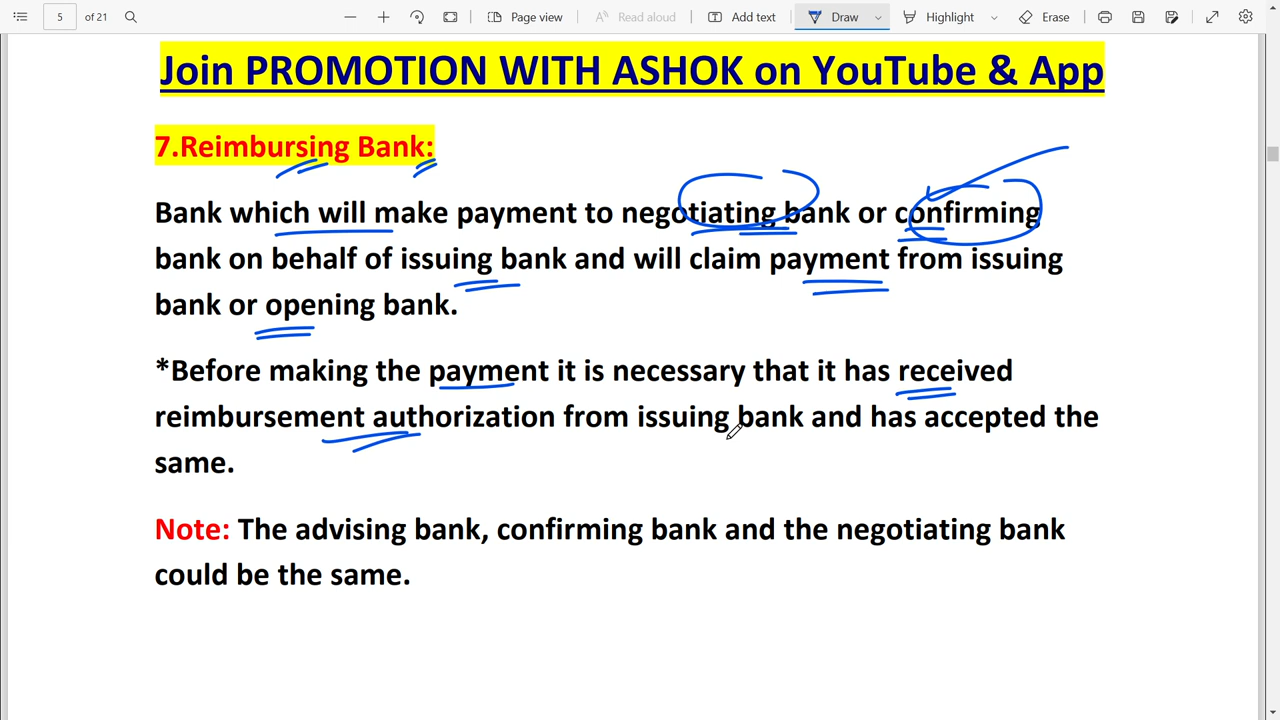 5 of 21 Page view Read aloud Add text Draw Highlight Erase
Join PROMOTION WITH ASHOK on YouTube & App
7.Reimbursing Bank:
Bank which will make payment to negotiating bank or confirming
bank on behalf of issuing bank and will claim payment from issuing
bank or opening bank.
*Before making the payment it is necessary that it has received
reimbursement authorization from issuing bank and has accepted the
same.
Note: The advising bank, confirming bank and the negotiating bank
could be the same.